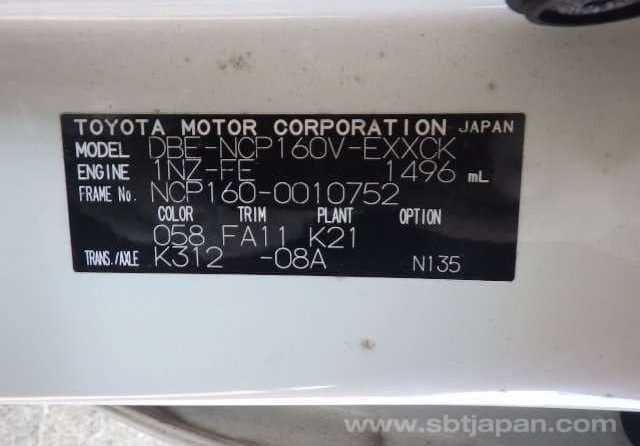 TOYOTA MOTOR CORPORATION JAPAN
MODEL DBE-NCP160V-EXXCK
ENGINE 1NZ-FE 1496 mL
FRAME No. NCP160-0010752
COLOR TRIM PLANT OPTION
058 FA11 K21
TRANS./AXLE K312 -08A N135
www.sbtjapan.com